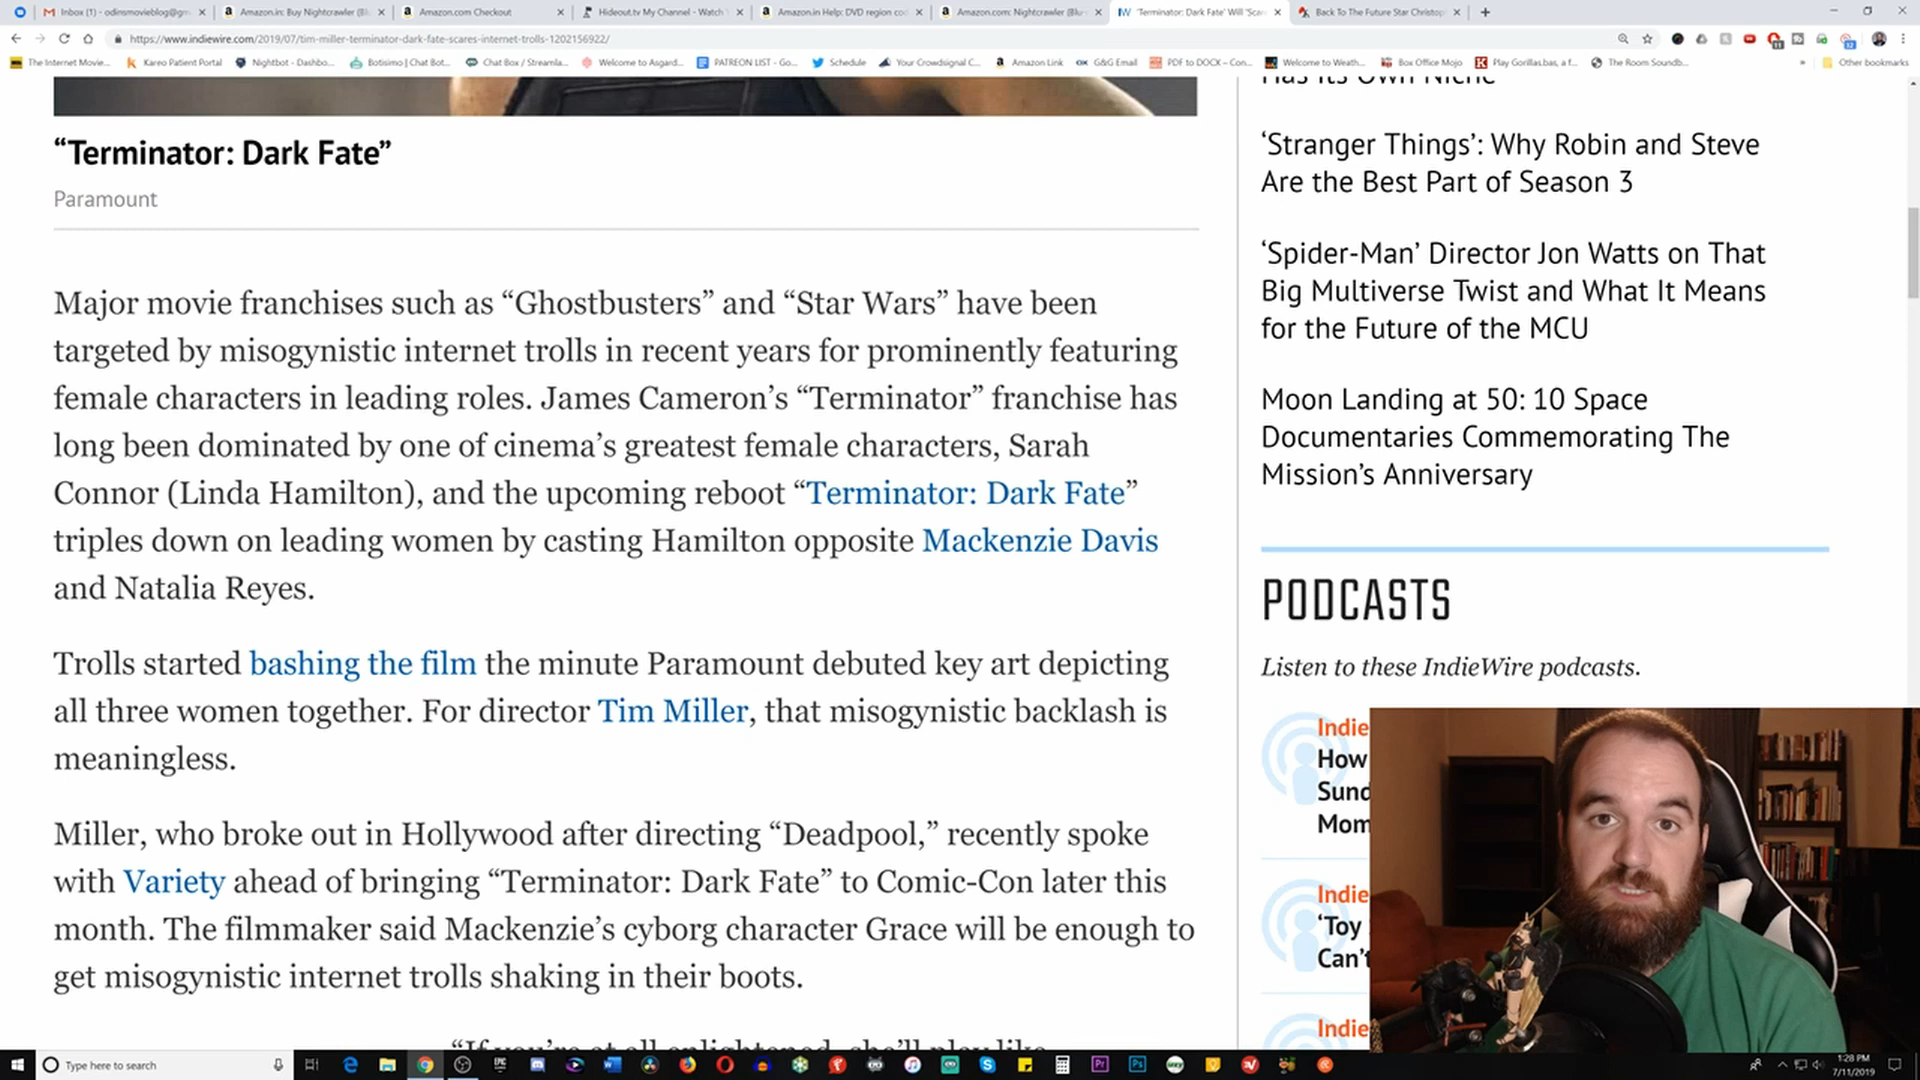 Inbox (1) - odinsmovieblog@gm
Amazon.in: Buy Nightcrawler (Blu-
Amazon.com Checkout
Hideout.tv My Channel - Watch
Amazon.in Help: DVD region co
Amazon.com: Nightcrawler (Blu-
'Terminator: Dark Fate' Will 'Scar
Back To The Future Star Christop
https://www.indiewire.com/2019/07/tim-miller-terminator-dark-fate-scares-internet-trolls-1202156922/
The Internet Movie...
Kareo Patient Portal
Nightbot - Dashbo...
Botisimo | Chat Bot...
Chat Box / Streamla...
Welcome to Asgard...
PATREON LIST - Go...
Schedule
Your Crowdsignal C...
Amazon Link
G&G Email
PDF to DOCX – Con...
Welcome to Weath...
Box Office Mojo
Play Gorillas.bas, a f...
The Room Soundb...
Other bookmarks
“Terminator: Dark Fate”
Paramount
Major movie franchises such as “Ghostbusters” and “Star Wars” have been
targeted by misogynistic internet trolls in recent years for prominently featuring
female characters in leading roles. James Cameron’s “Terminator” franchise has
long been dominated by one of cinema’s greatest female characters, Sarah
Connor (Linda Hamilton), and the upcoming reboot “Terminator: Dark Fate”
triples down on leading women by casting Hamilton opposite Mackenzie Davis
and Natalia Reyes.
Trolls started bashing the film the minute Paramount debuted key art depicting
all three women together. For director Tim Miller, that misogynistic backlash is
meaningless.
Miller, who broke out in Hollywood after directing “Deadpool,” recently spoke
with Variety ahead of bringing “Terminator: Dark Fate” to Comic-Con later this
month. The filmmaker said Mackenzie’s cyborg character Grace will be enough to
get misogynistic internet trolls shaking in their boots.
“If you’re at all enlightened, she’ll play like
Has Its Own Niche
‘Stranger Things’: Why Robin and Steve
Are the Best Part of Season 3
‘Spider-Man’ Director Jon Watts on That
Big Multiverse Twist and What It Means
for the Future of the MCU
Moon Landing at 50: 10 Space
Documentaries Commemorating The
Mission’s Anniversary
PODCASTS
Listen to these IndieWire podcasts.
Indie
How
Sund
Mom
Indie
‘Toy
Can’t
Indie
Type here to search
1:28 PM
7/11/2019